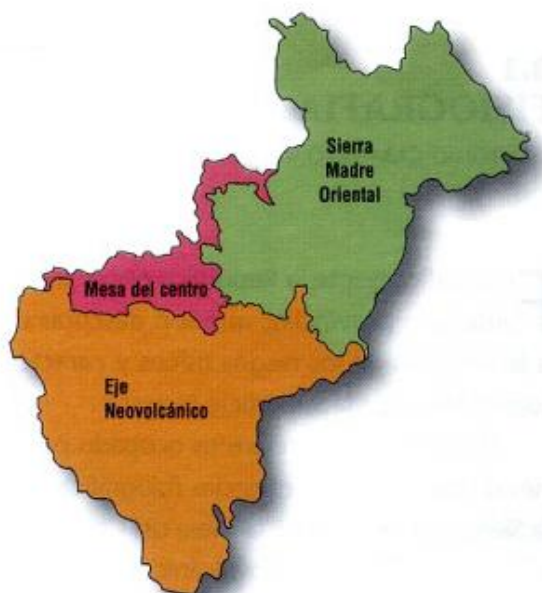 Sierra
Madre
Oriental
Mesa del centro
Eje
Neovolcánico